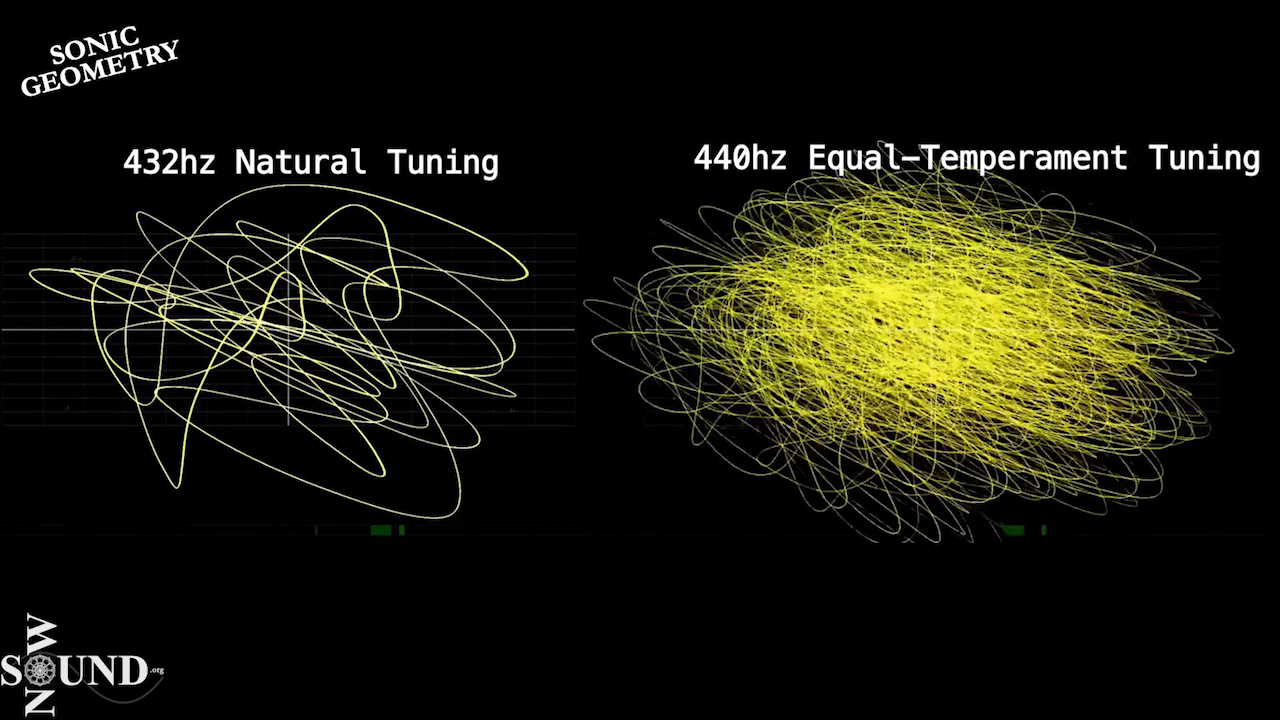 SONIC
GEOMETRY
432hz Natural Tuning
440hz Equal-Temperament Tuning
NOW
SOUND.org